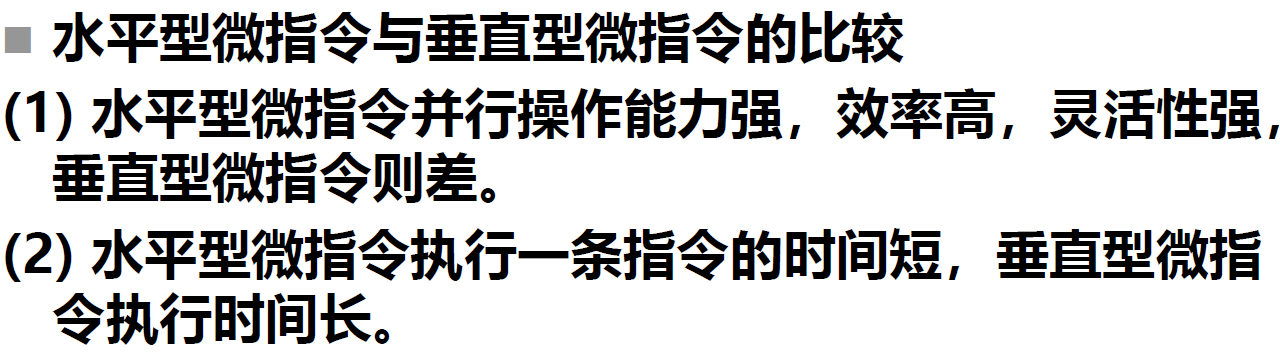 ■ 水平型微指令与垂直型微指令的比较
(1) 水平型微指令并行操作能力强，效率高，灵活性强，
垂直型微指令则差。
(2) 水平型微指令执行一条指令的时间短，垂直型微指
令执行时间长。